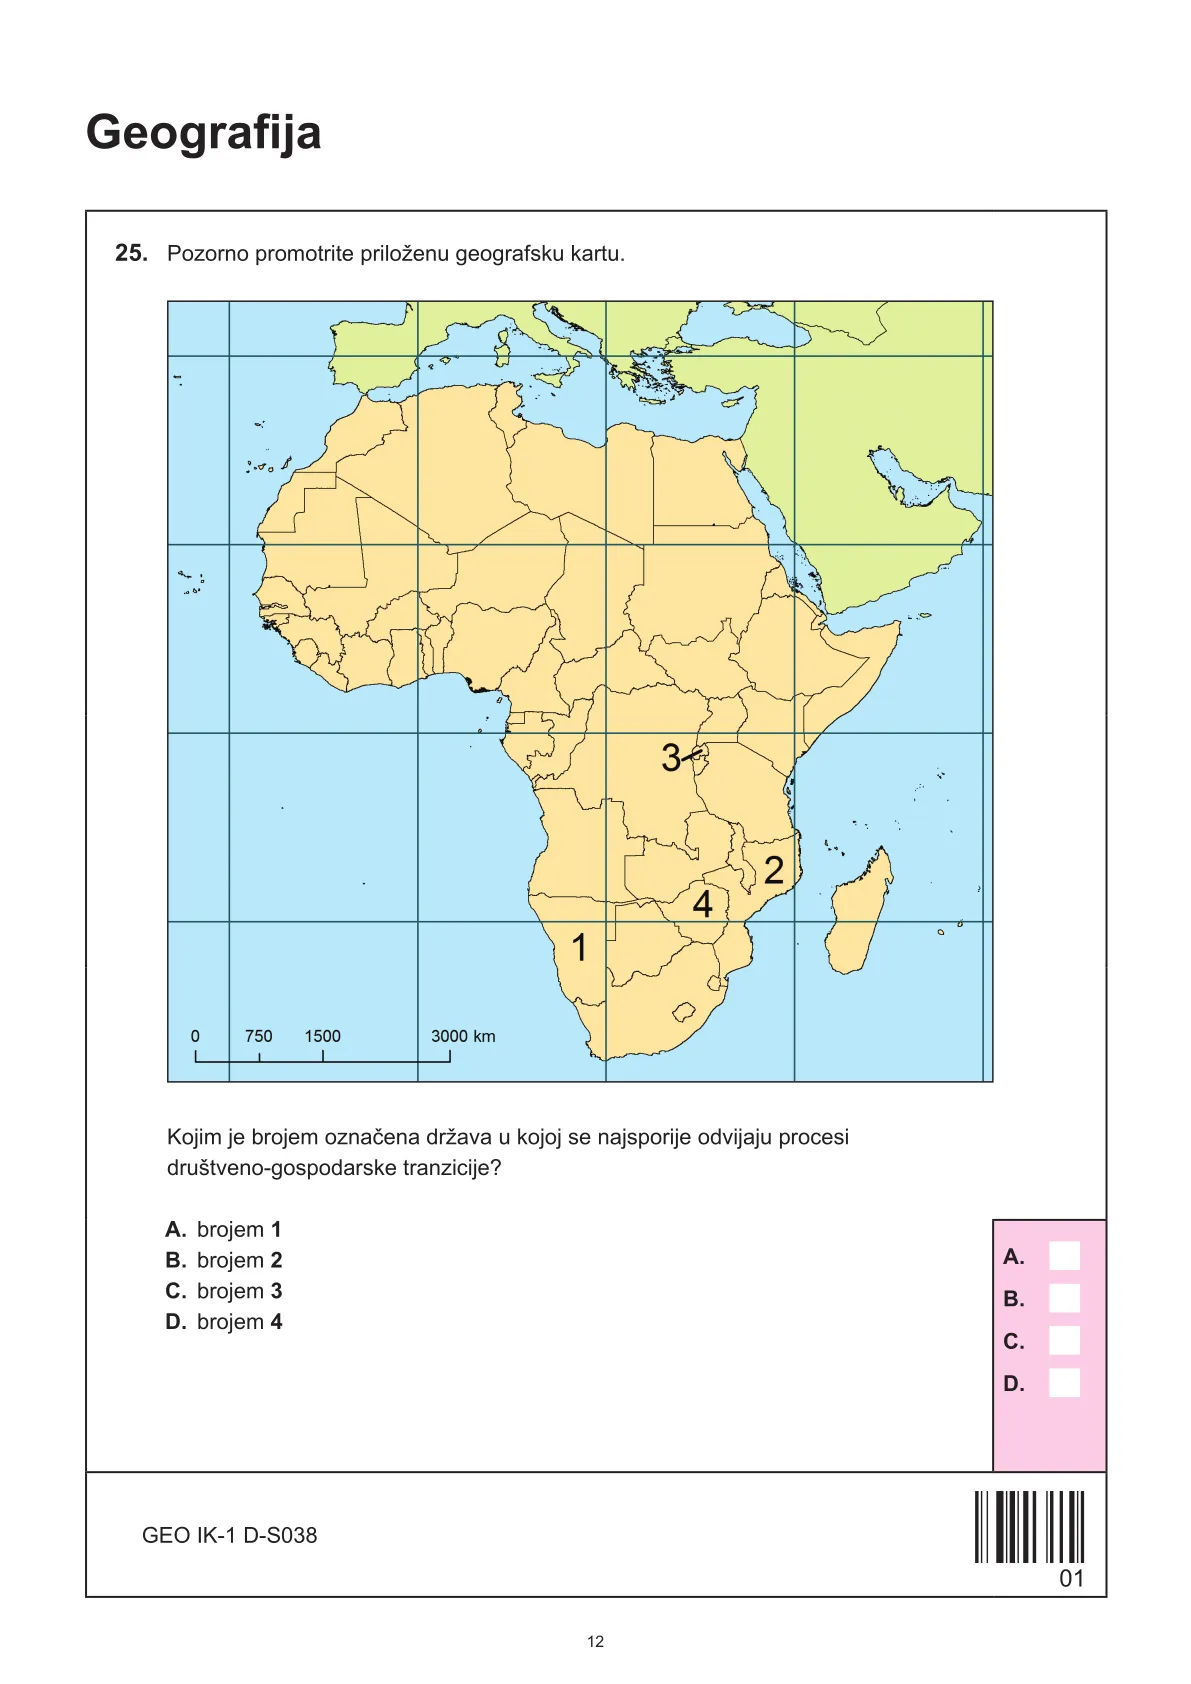 Geografija
25. Pozorno promotrite priloženu geografsku kartu.
3
2
4
1
0 750 1500 3000 km
Kojim je brojem označena država u kojoj se najsporije odvijaju procesi
društveno-gospodarske tranzicije?
A. brojem 1
B. brojem 2
C. brojem 3
D. brojem 4
A.
B.
C.
D.
GEO IK-1 D-S038
01
12